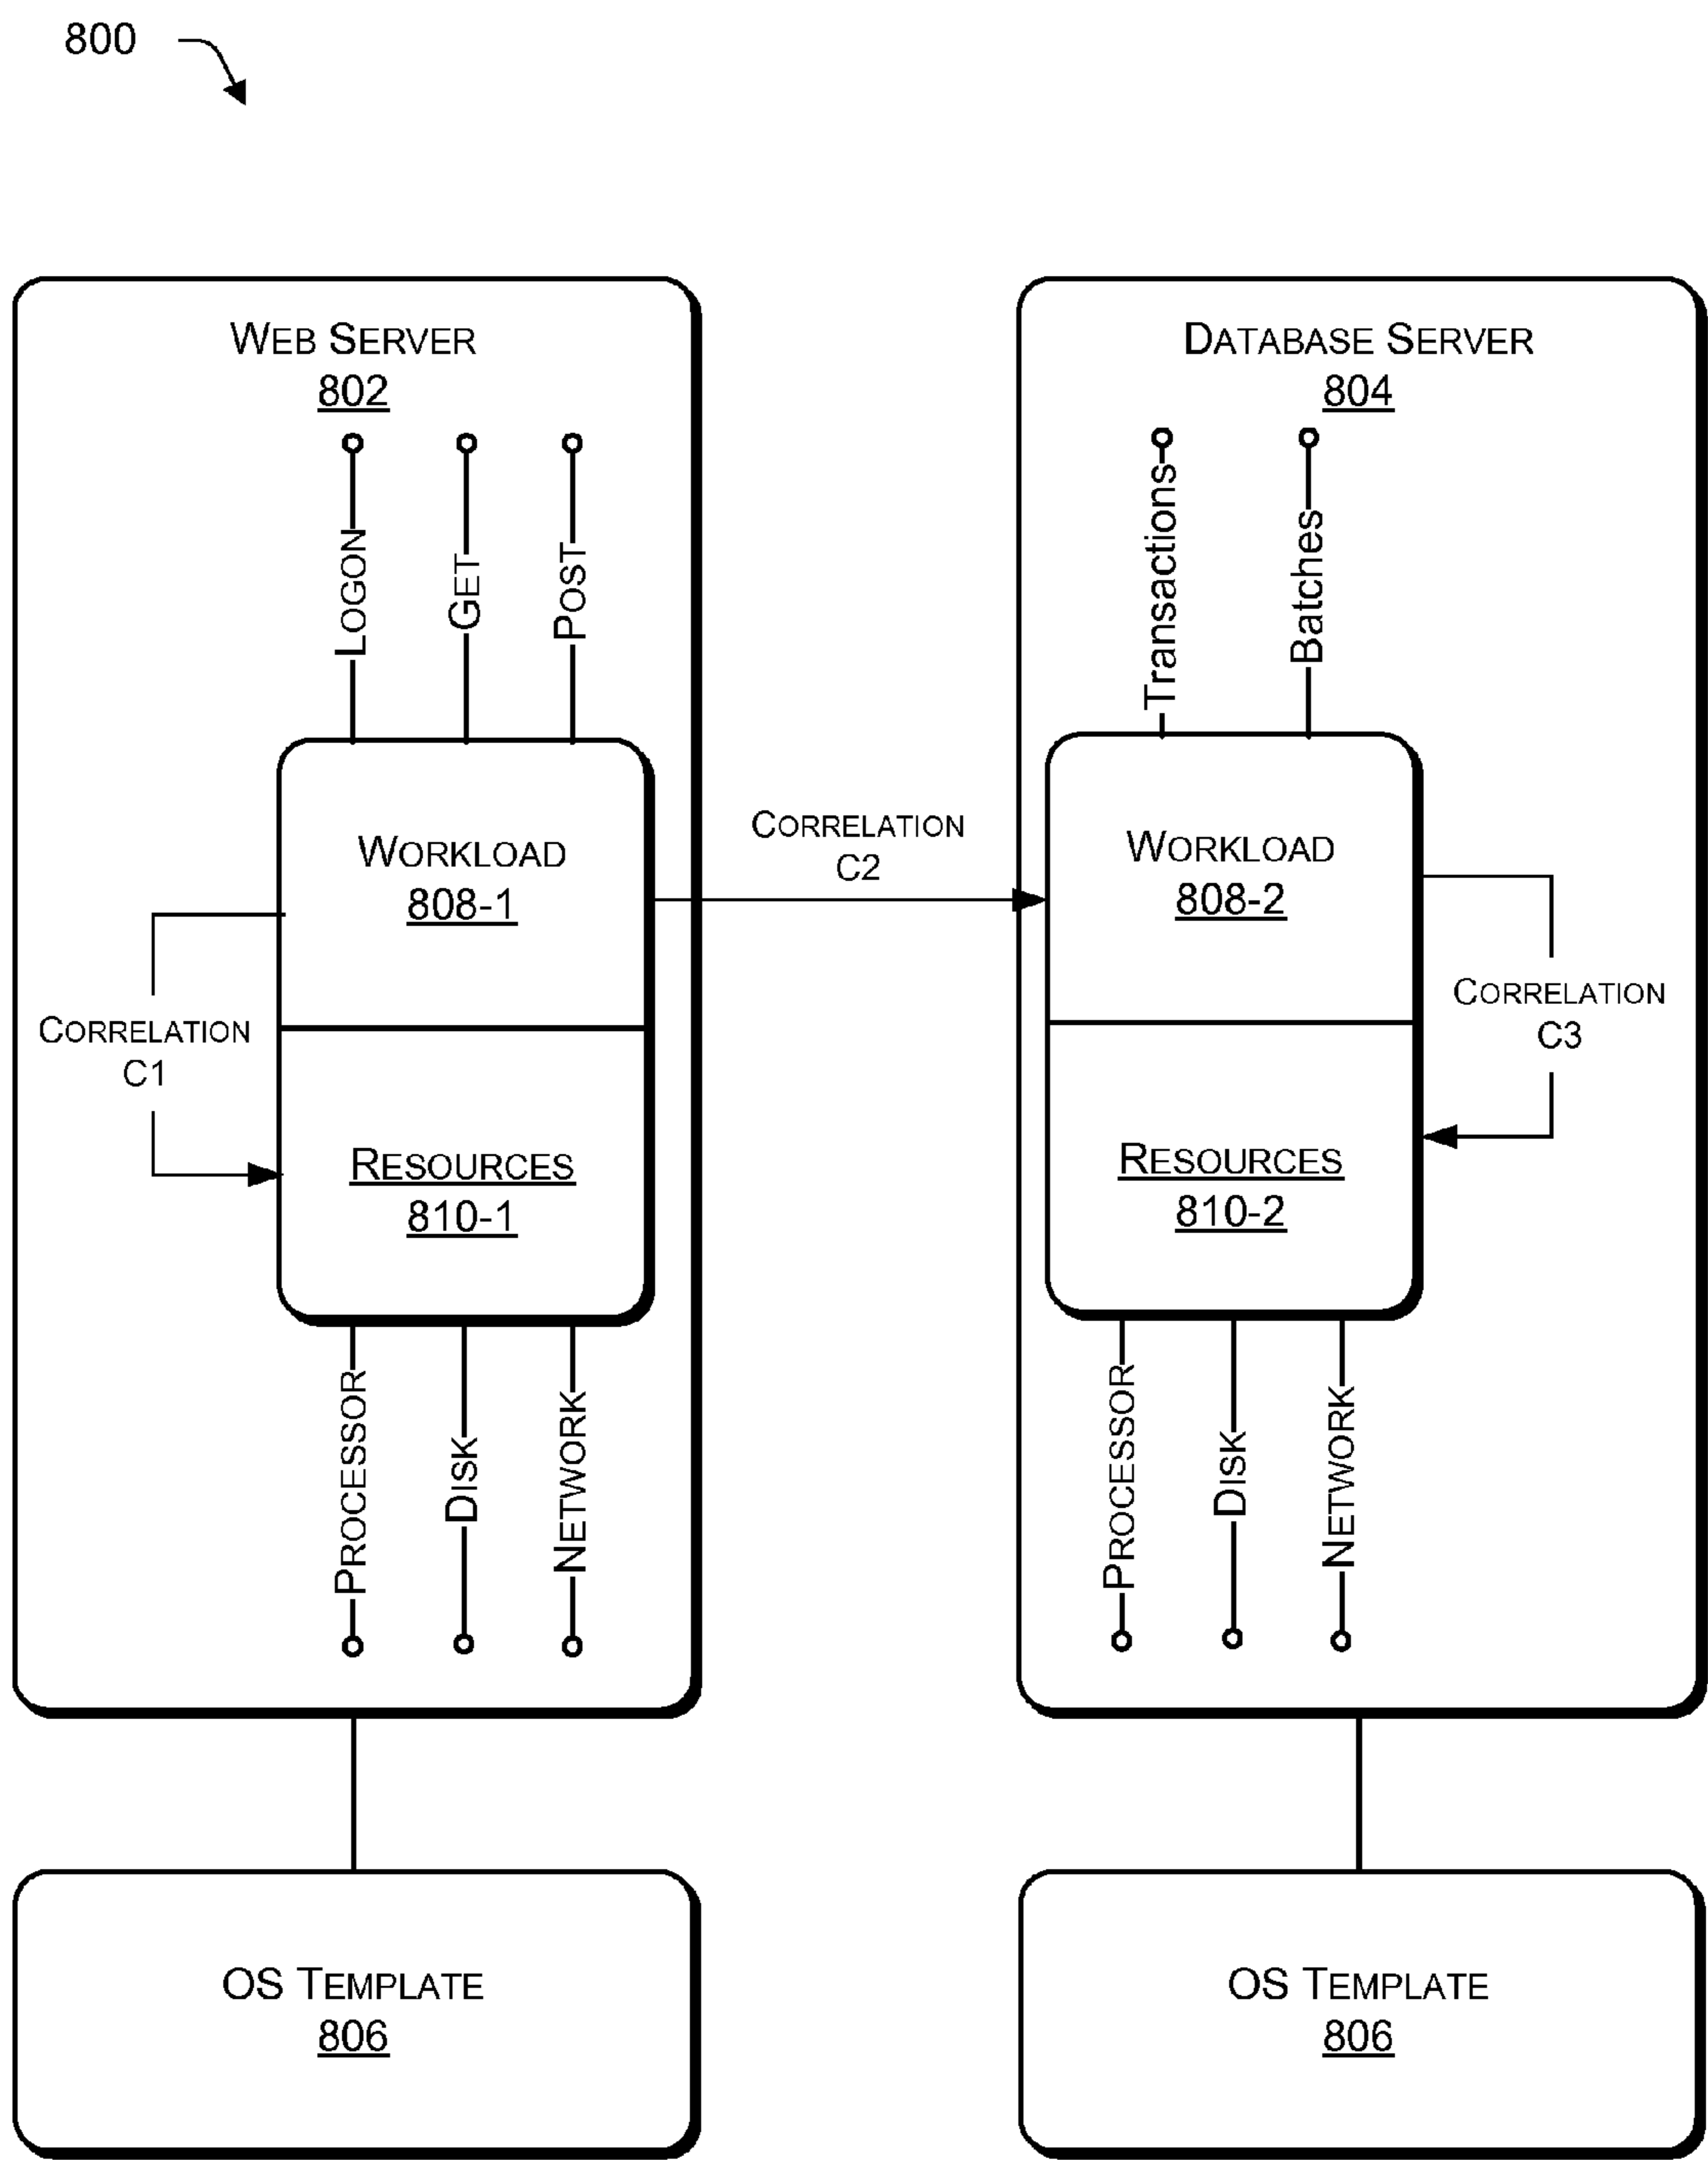 800
WEB SERVER
802
LOGON
GET
POST
WORKLOAD
808-1
CORRELATION
C1
RESOURCES
810-1
PROCESSOR
DISK
NETWORK
OS TEMPLATE
806
CORRELATION
C2
DATABASE SERVER
804
Transactions
Batches
WORKLOAD
808-2
CORRELATION
C3
RESOURCES
810-2
PROCESSOR
DISK
NETWORK
OS TEMPLATE
806